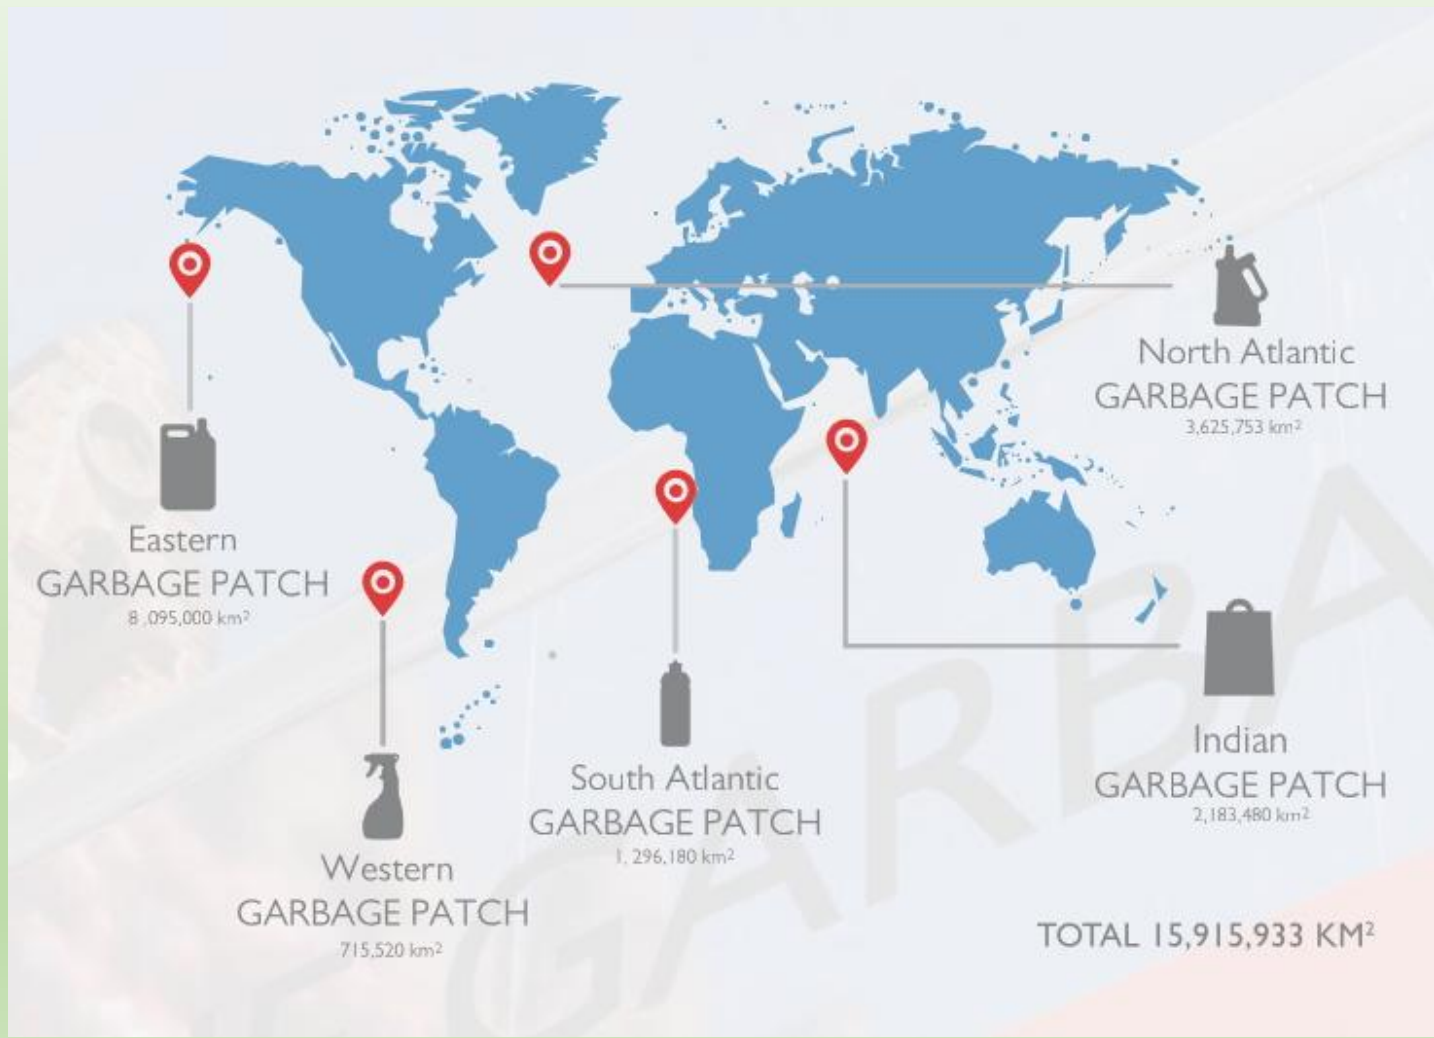 North Atlantic
GARBAGE PATCH
3,625,753 km²
Eastern
GARBAGE PATCH
8 ,095,000 km²
Indian
GARBAGE PATCH
2,183,480 km²
South Atlantic
GARBAGE PATCH
1, 296,180 km²
Western
GARBAGE PATCH
715,520 km²
TOTAL 15,915,933 KM²
GARBA